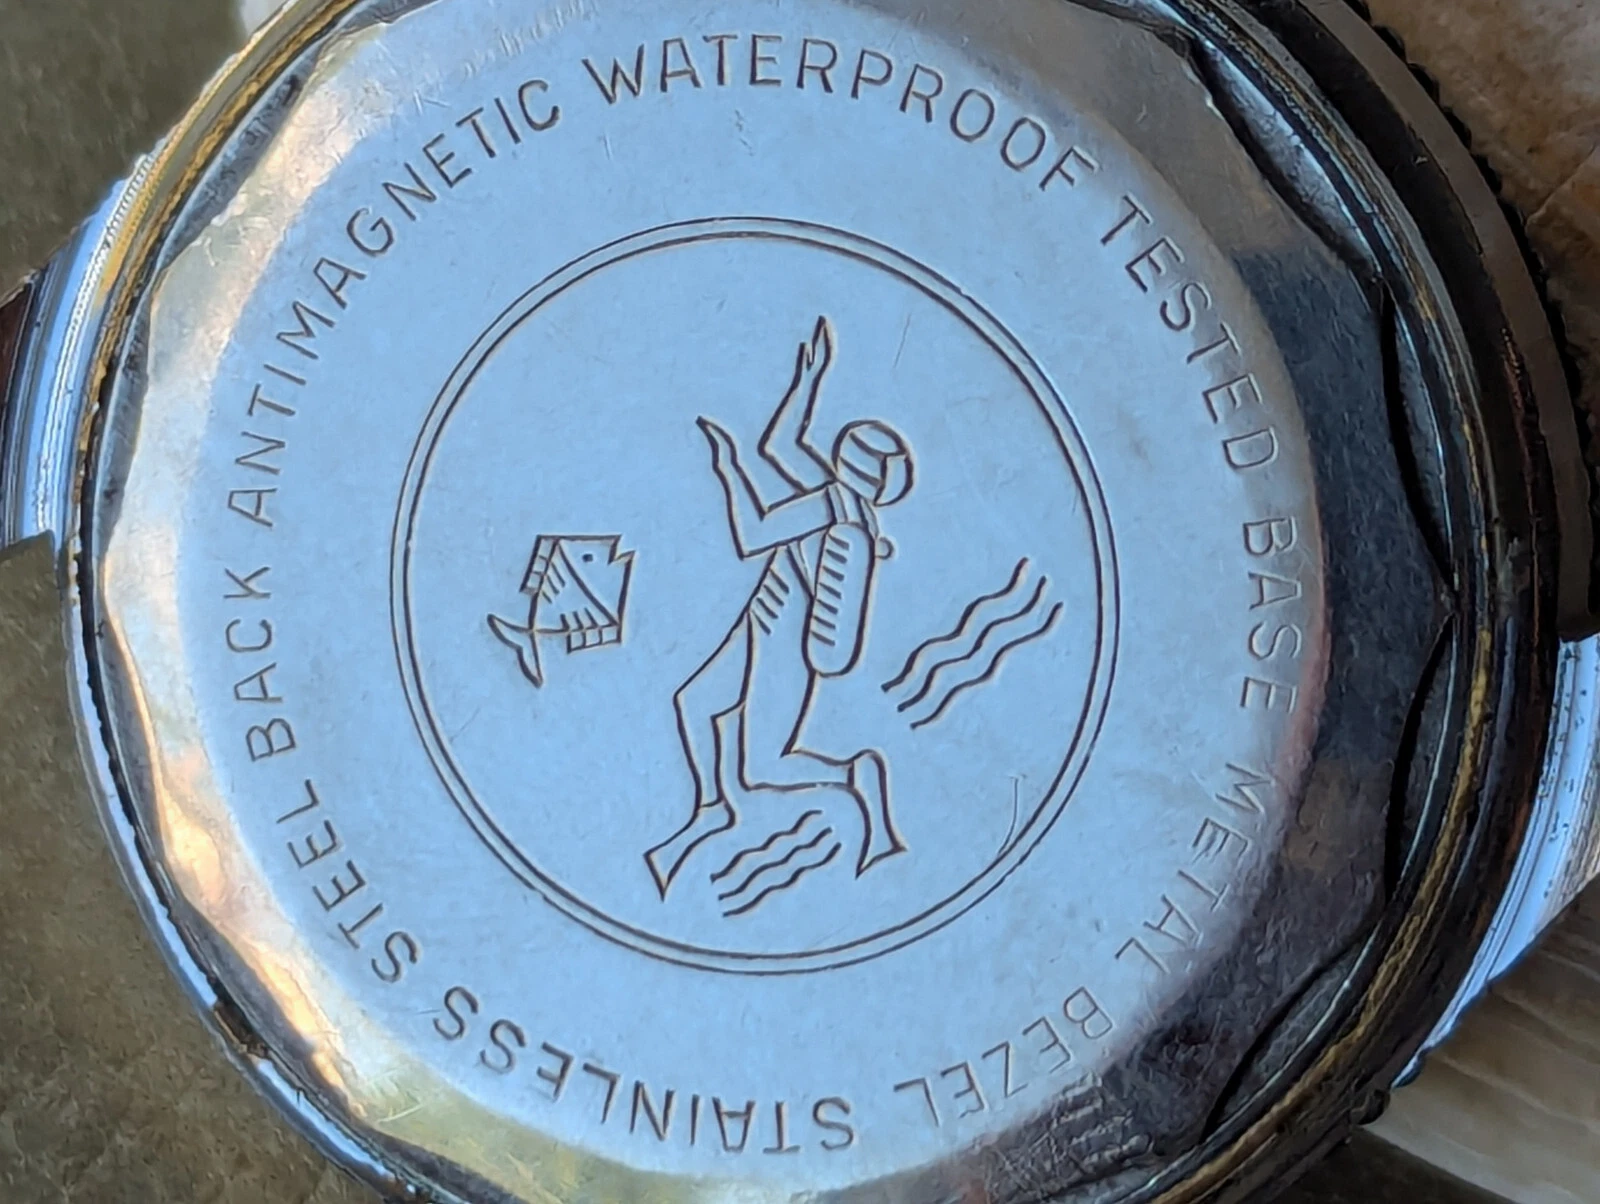 STAINLESS STEEL BACK ANTIMAGNETIC WATERPROOF TESTED BASE METAL BEZEL